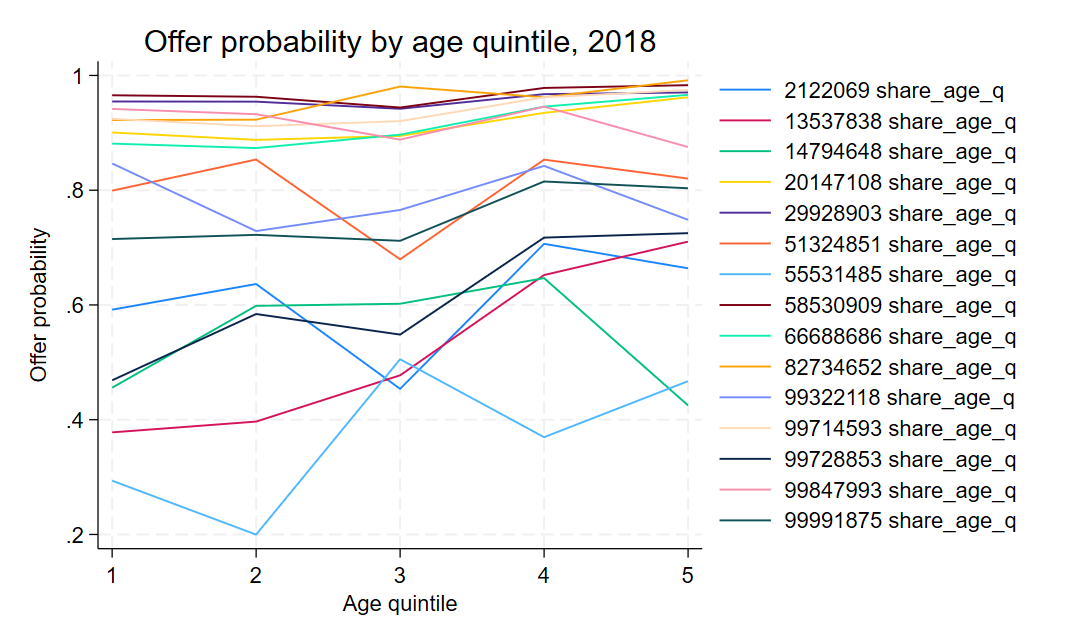 Offer probability by age quintile, 2018
Offer probability
1
.8
.6
.4
.2
1 2 3 4 5
Age quintile
2122069 share_age_q
13537838 share_age_q
14794648 share_age_q
20147108 share_age_q
29928903 share_age_q
51324851 share_age_q
55531485 share_age_q
58530909 share_age_q
66688686 share_age_q
82734652 share_age_q
99322118 share_age_q
99714593 share_age_q
99728853 share_age_q
99847993 share_age_q
99991875 share_age_q